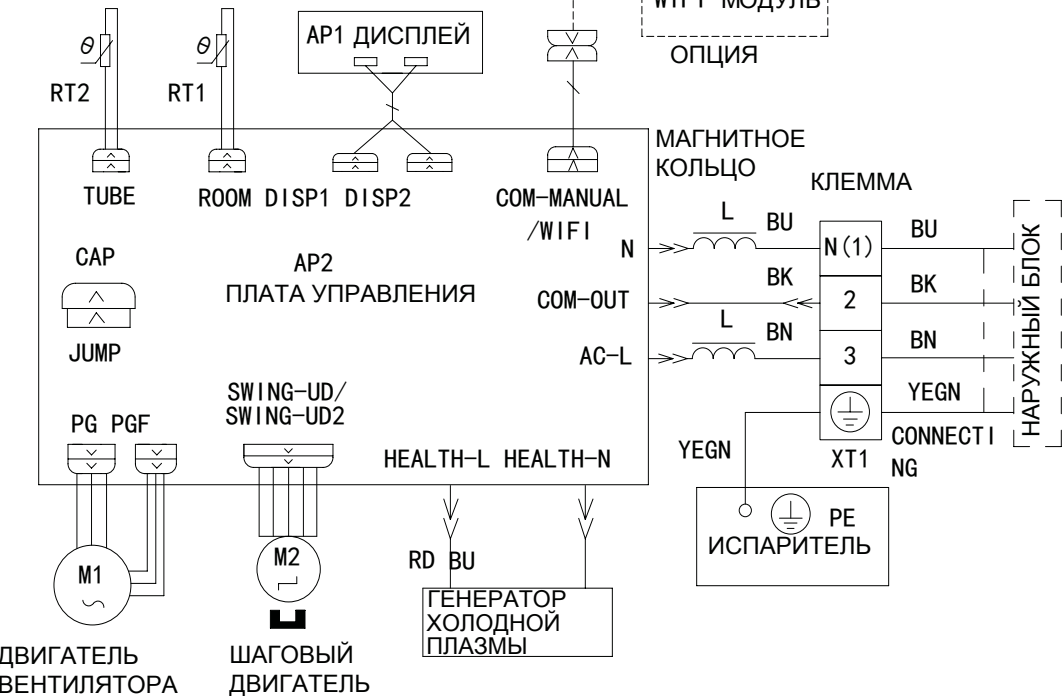 WIFI МОДУЛЬ
ОПЦИЯ
AP1 ДИСПЛЕЙ
θ
RT2
θ
RT1
TUBE
ROOM DISP1 DISP2
COM-MANUAL
/WIFI
МАГНИТНОЕ
КОЛЬЦО
КЛЕММА
CAP
JUMP
AP2
ПЛАТА УПРАВЛЕНИЯ
N
L
BU
N(1)
BU
COM-OUT
BK
2
BK
AC-L
L
BN
3
BN
YEGN
НАРУЖНЫЙ БЛОК
PG PGF
SWING-UD/
SWING-UD2
HEALTH-L HEALTH-N
YEGN
XT1
CONNECTI
NG
PE
ИСПАРИТЕЛЬ
M1
M2
RD BU
ГЕНЕРАТОР
ХОЛОДНОЙ
ПЛАЗМЫ
ДВИГАТЕЛЬ
ВЕНТИЛЯТОРА
ШАГОВЫЙ
ДВИГАТЕЛЬ